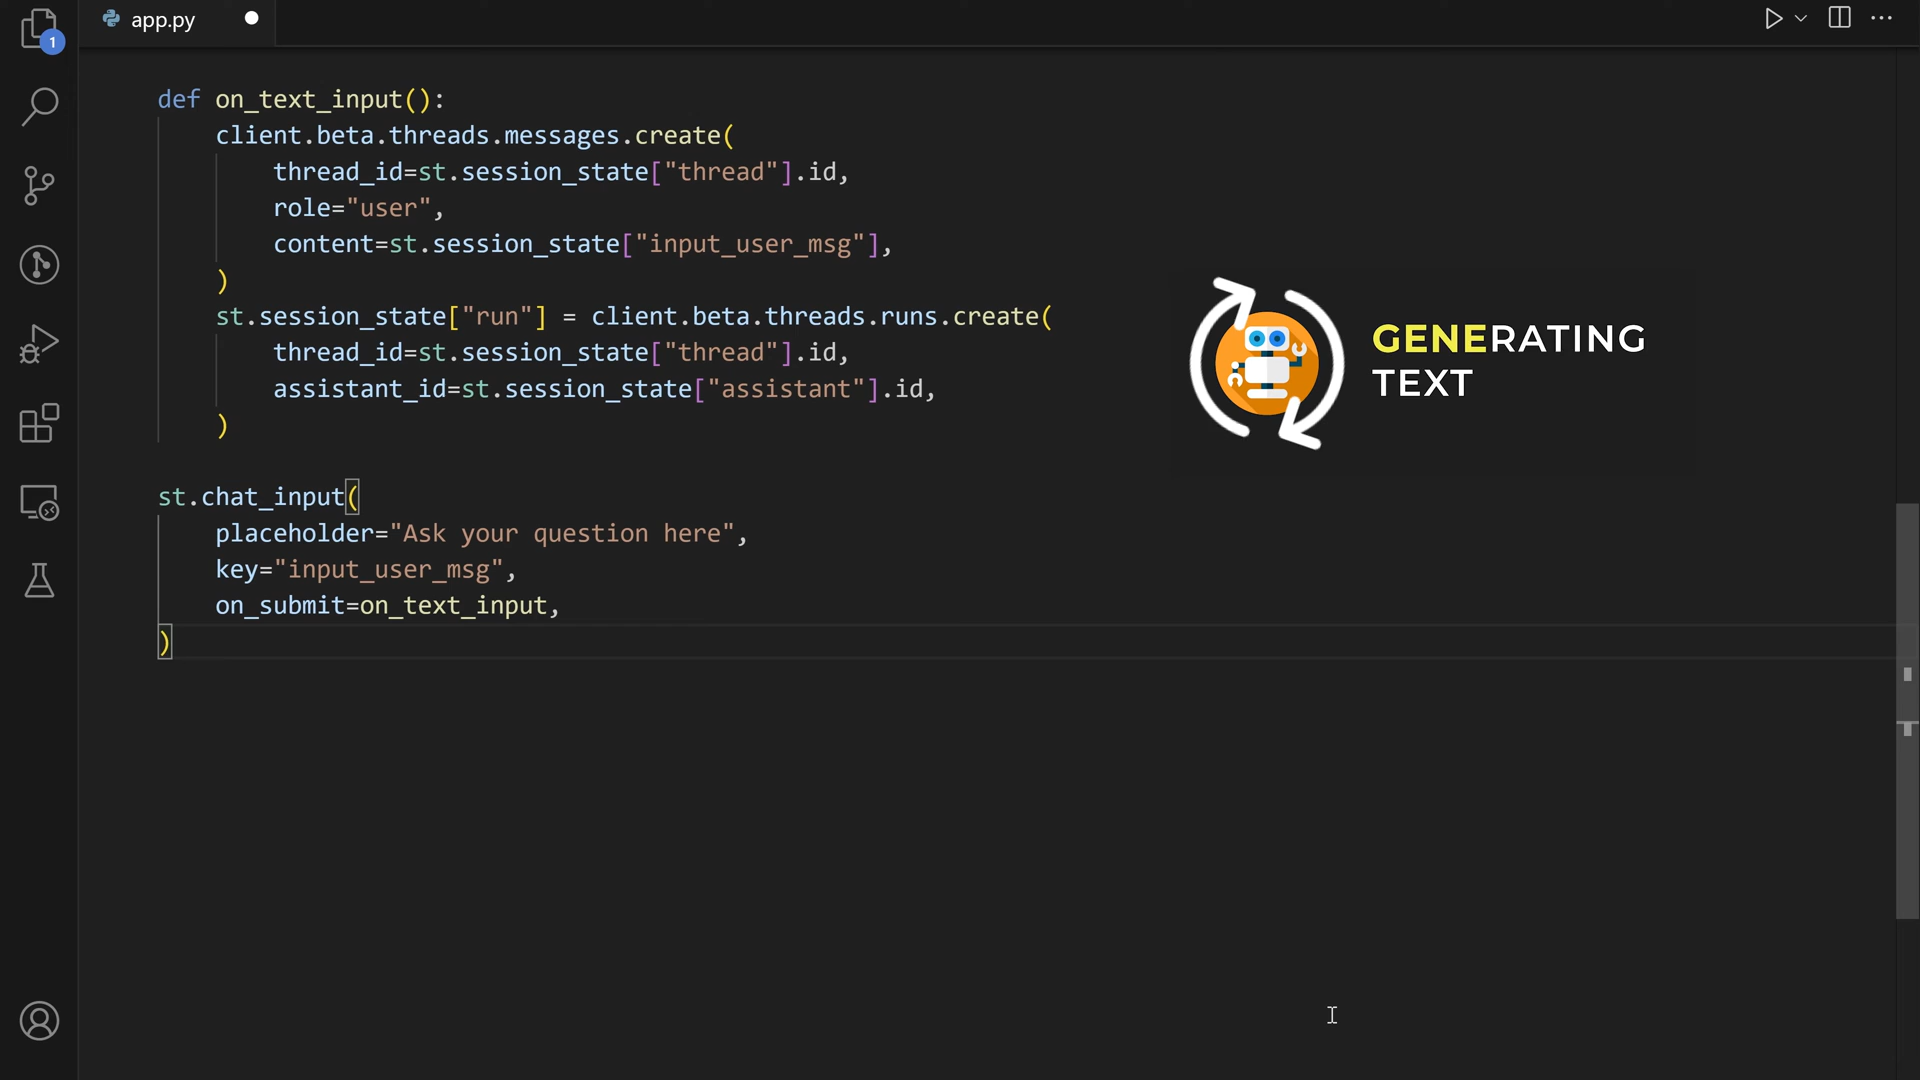 app.py
def on_text_input():
    client.beta.threads.messages.create(
        thread_id=st.session_state["thread"].id,
        role="user",
        content=st.session_state["input_user_msg"],
    )
    st.session_state["run"] = client.beta.threads.runs.create(
        thread_id=st.session_state["thread"].id,
        assistant_id=st.session_state["assistant"].id,
    )
st.chat_input(
    placeholder="Ask your question here",
    key="input_user_msg",
    on_submit=on_text_input,
)
GENERATING
TEXT
1